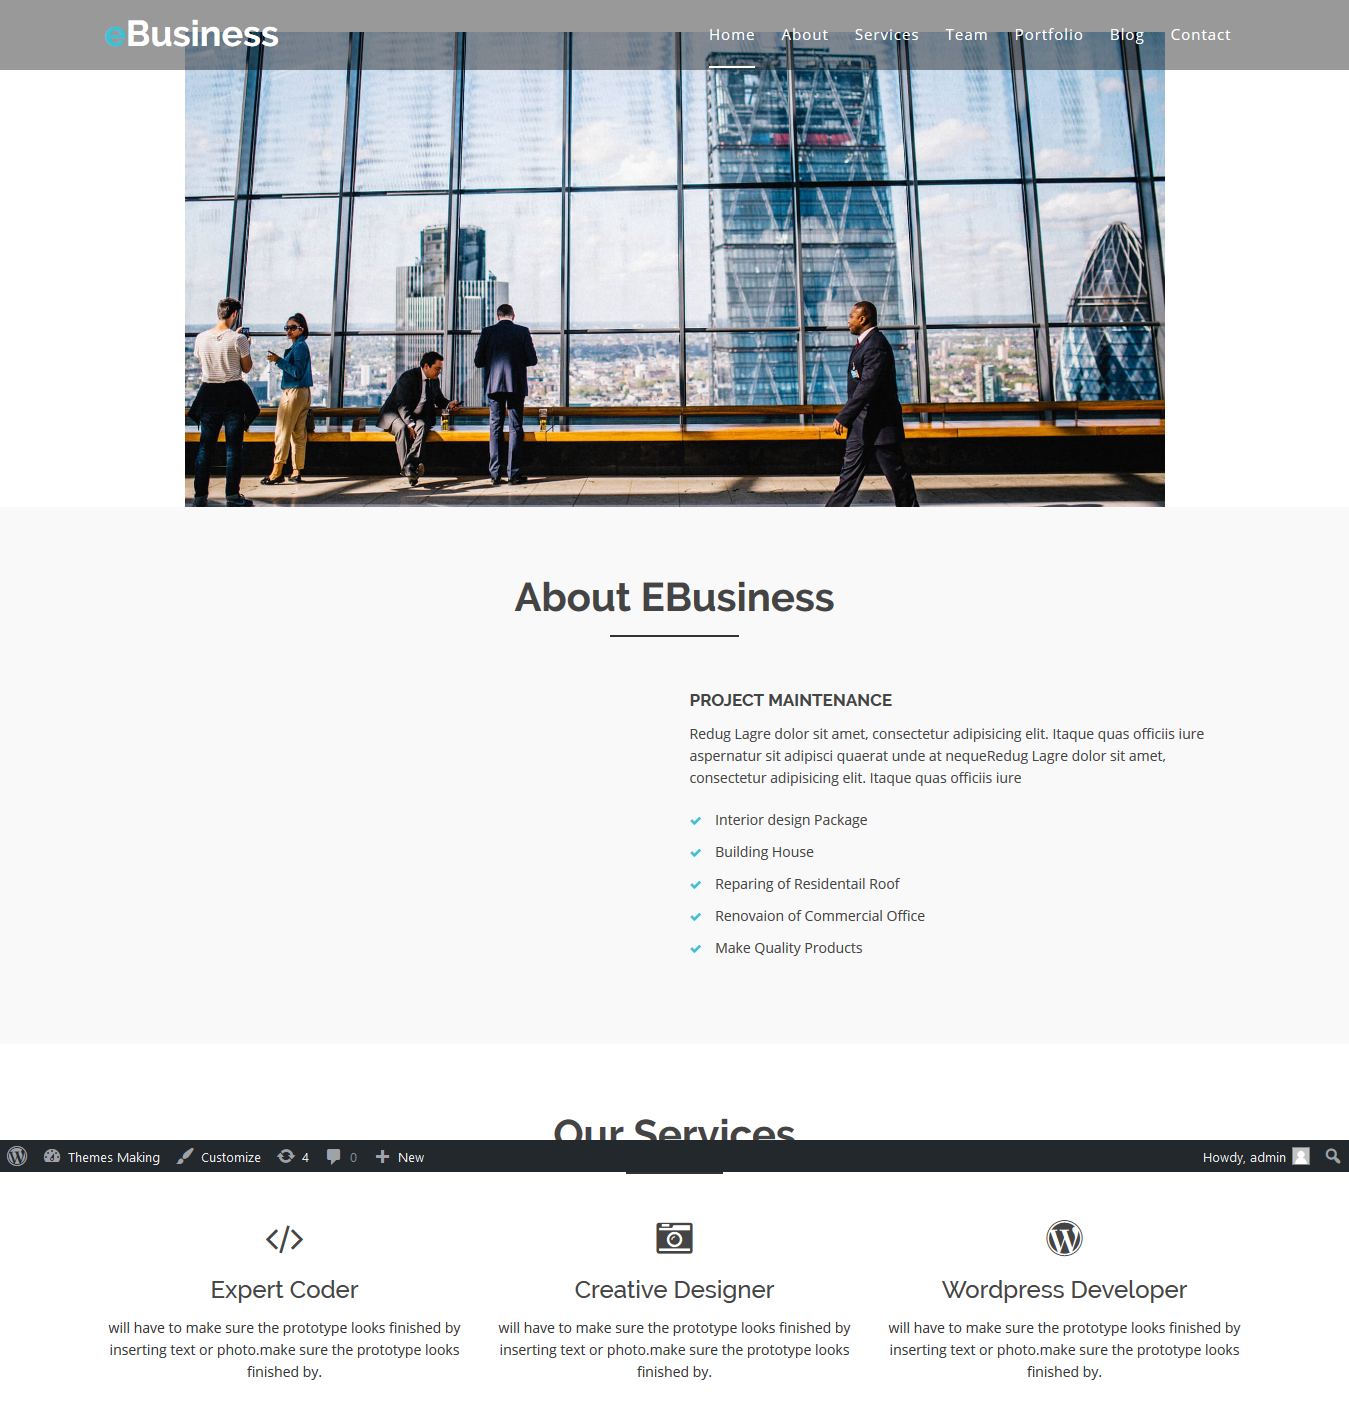 eBusiness
Home About Services Team Portfolio Blog Contact
About EBusiness
PROJECT MAINTENANCE
Redug Lagre dolor sit amet, consectetur adipisicing elit. Itaque quas officiis iure
aspernatur sit adipisci quaerat unde at nequeRedug Lagre dolor sit amet,
consectetur adipisicing elit. Itaque quas officiis iure
Interior design Package
Building House
Reparing of Residentail Roof
Renovaion of Commercial Office
Make Quality Products
Our Services
Themes Making Customize 4 0 New Howdy, admin
Expert Coder
will have to make sure the prototype looks finished by
inserting text or photo.make sure the prototype looks
finished by.
Creative Designer
will have to make sure the prototype looks finished by
inserting text or photo.make sure the prototype looks
finished by.
Wordpress Developer
will have to make sure the prototype looks finished by
inserting text or photo.make sure the prototype looks
finished by.